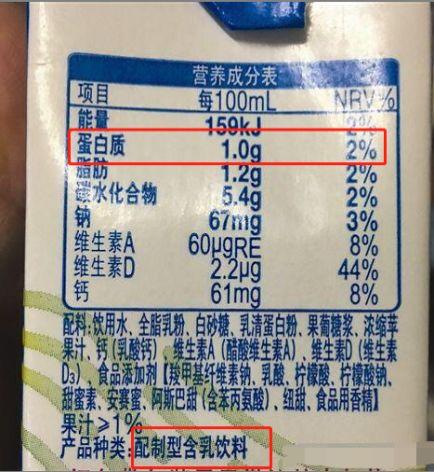 营养成分表
项目 每100mL NRV%
能量 159kJ 2%
蛋白质 1.0g 2%
脂肪 1.2g 2%
碳水化合物 5.4g 2%
钠 67mg 3%
维生素A 60μgRE 8%
维生素D 2.2μg 44%
钙 61mg 8%
配料:饮用水、全脂乳粉、白砂糖、乳清蛋白粉、果葡糖浆、浓缩苹
果汁、钙(乳酸钙)、维生素A(醋酸维生素A)、维生素D(维生素
D₃)、食品添加剂【羧甲基纤维素钠、乳酸、柠檬酸、柠檬酸钠、
甜蜜素、安赛蜜、阿斯巴甜(含苯丙氨酸)、纽甜、食品用香精】
果汁≥1%
产品种类:配制型含乳饮料